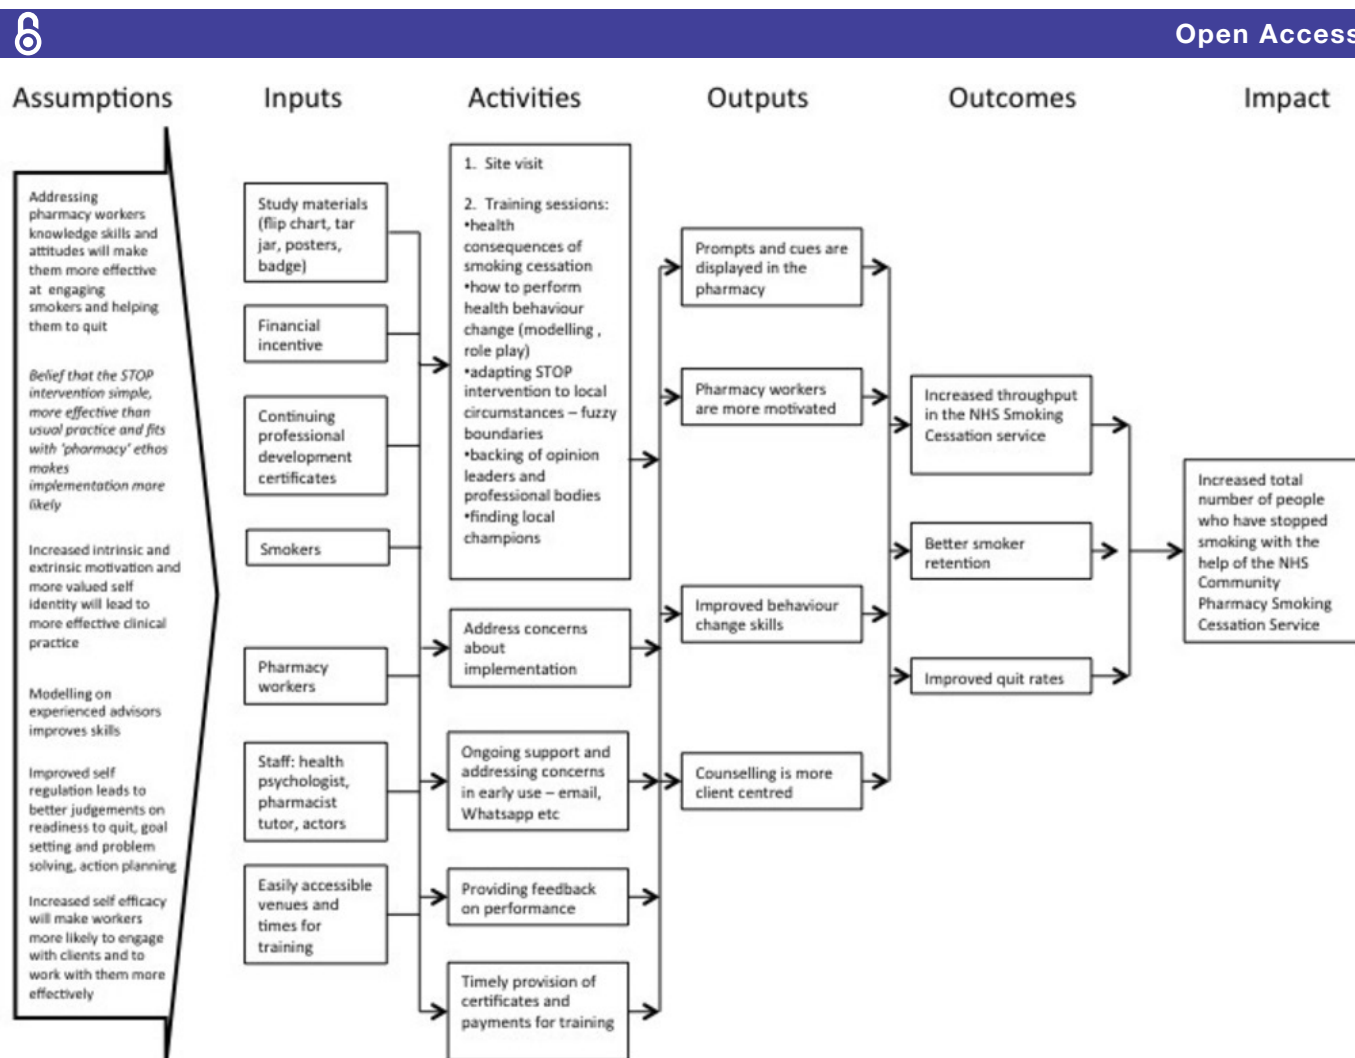 Open Access
Assumptions
Inputs
Activities
Outputs
Outcomes
Impact
Addressing
pharmacy workers
knowledge skills and
attitudes will make
them more effective
at engaging
smokers and helping
them to quit
Belief that the STOP
intervention simple,
more effective than
usual practice and fits
with 'pharmacy' ethos
makes
implementation more
likely
Increased intrinsic and
extrinsic motivation and
more valued self
identity will lead to
more effective clinical
practice
Modelling on
experienced advisors
improves skills
Improved self
regulation leads to
better judgements on
readiness to quit, goal
setting and problem
solving, action planning
Increased self efficacy
will make workers
more likely to engage
with clients and to
work with them more
effectively
Study materials
(flip chart, tar
jar, posters,
badge)
Financial
incentive
Continuing
professional
development
certificates
Smokers
Pharmacy
workers
Staff: health
psychologist,
pharmacist
tutor, actors
Easily accessible
venues and
times for
training
1. Site visit
2. Training sessions:
•health
consequences of
smoking cessation
•how to perform
health behaviour
change (modelling ,
role play)
•adapting STOP
intervention to local
circumstances – fuzzy
boundaries
•backing of opinion
leaders and
professional bodies
•finding local
champions
Address concerns
about
implementation
Ongoing support and
addressing concerns
in early use – email,
Whatsapp etc
Providing feedback
on performance
Timely provision of
certificates and
payments for training
Prompts and cues are
displayed in the
pharmacy
Pharmacy workers
are more motivated
Improved behaviour
change skills
Counselling is more
client centred
Increased throughput
in the NHS Smoking
Cessation service
Better smoker
retention
Improved quit rates
Increased total
number of people
who have stopped
smoking with the
help of the NHS
Community
Pharmacy Smoking
Cessation Service